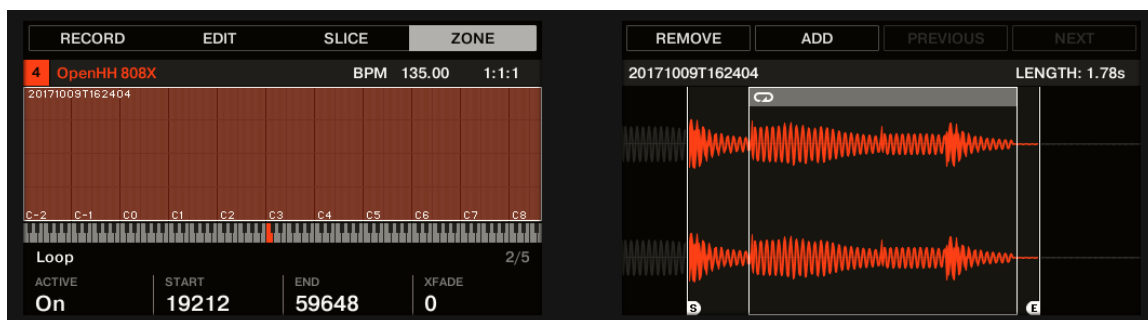 RECORD EDIT SLICE ZONE
4 OpenHH 808X BPM 135.00 1:1:1
20171009T162404
C-2 C-1 C0 C1 C2 C3 C4 C5 C6 C7 C8
Loop 2/5
ACTIVE START END XFADE
On 19212 59648 0
REMOVE ADD PREVIOUS NEXT
20171009T162404 LENGTH: 1.78s
S E